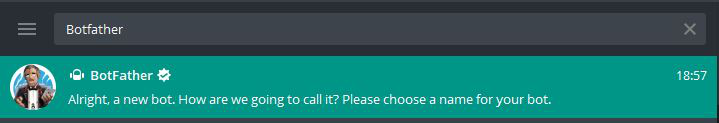 Botfather
BotFather 18:57
Alright, a new bot. How are we going to call it? Please choose a name for your bot.